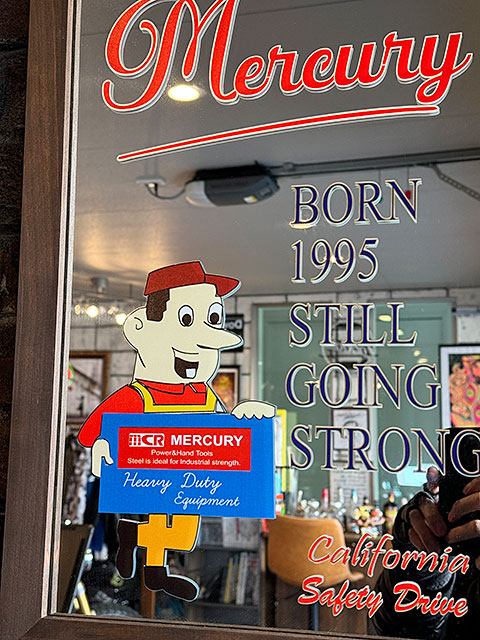 Mercury
BORN
1995
STILL
GOING
STRONG
MCR MERCURY
Power&Hand Tools
Steel is ideal for Industrial strength.
Heavy Duty
Equipment
California
Safety Drive